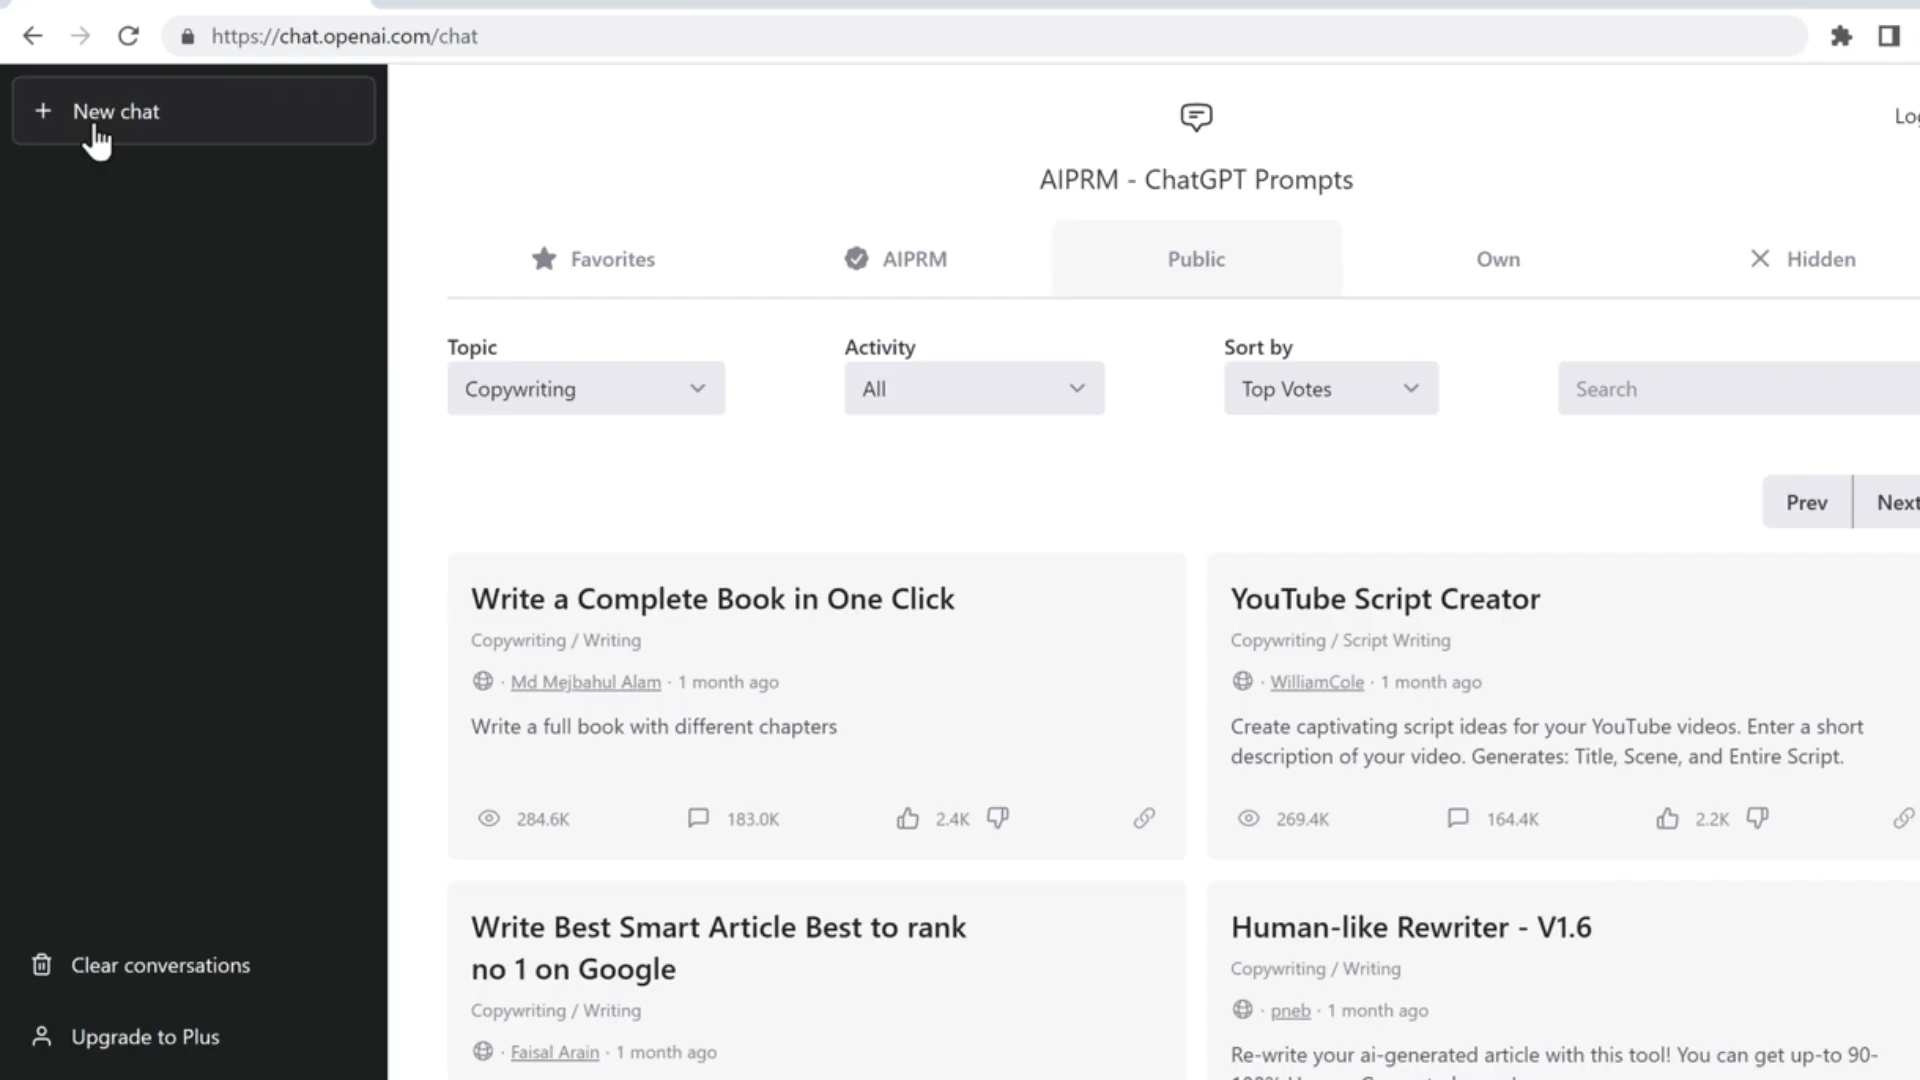 https://chat.openai.com/chat
New chat
AIPRM - ChatGPT Prompts
Favorites
AIPRM
Public
Own
Hidden
Topic
Activity
Sort by
Copywriting
All
Top Votes
Search
Prev
Next
Write a Complete Book in One Click
Copywriting / Writing
· Md Mejbahul Alam · 1 month ago
Write a full book with different chapters
284.6K
183.0K
2.4K
YouTube Script Creator
Copywriting / Script Writing
· WilliamCole · 1 month ago
Create captivating script ideas for your YouTube videos. Enter a short
description of your video. Generates: Title, Scene, and Entire Script.
269.4K
164.4K
2.2K
Write Best Smart Article Best to rank
no 1 on Google
Copywriting / Writing
· Faisal Arain · 1 month ago
Human-like Rewriter - V1.6
Copywriting / Writing
· pneb · 1 month ago
Re-write your ai-generated article with this tool! You can get up-to 90-
Clear conversations
Upgrade to Plus